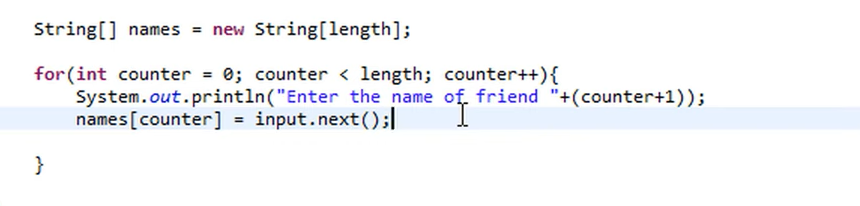 String[] names = new String[length];
for(int counter = 0; counter < length; counter++){
System.out.println("Enter the name of friend "+(counter+1));
names[counter] = input.next();
}